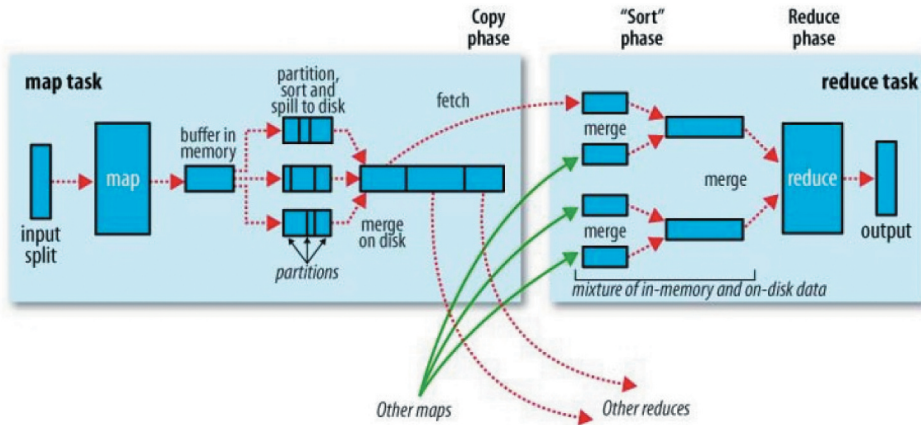 Copy
phase
"Sort"
phase
Reduce
phase
map task
partition,
sort and
spill to disk
fetch
reduce task
buffer in
memory
map
merge
merge
reduce
input
split
merge
on disk
partitions
merge
output
mixture of in-memory and on-disk data
Other maps
Other reduces